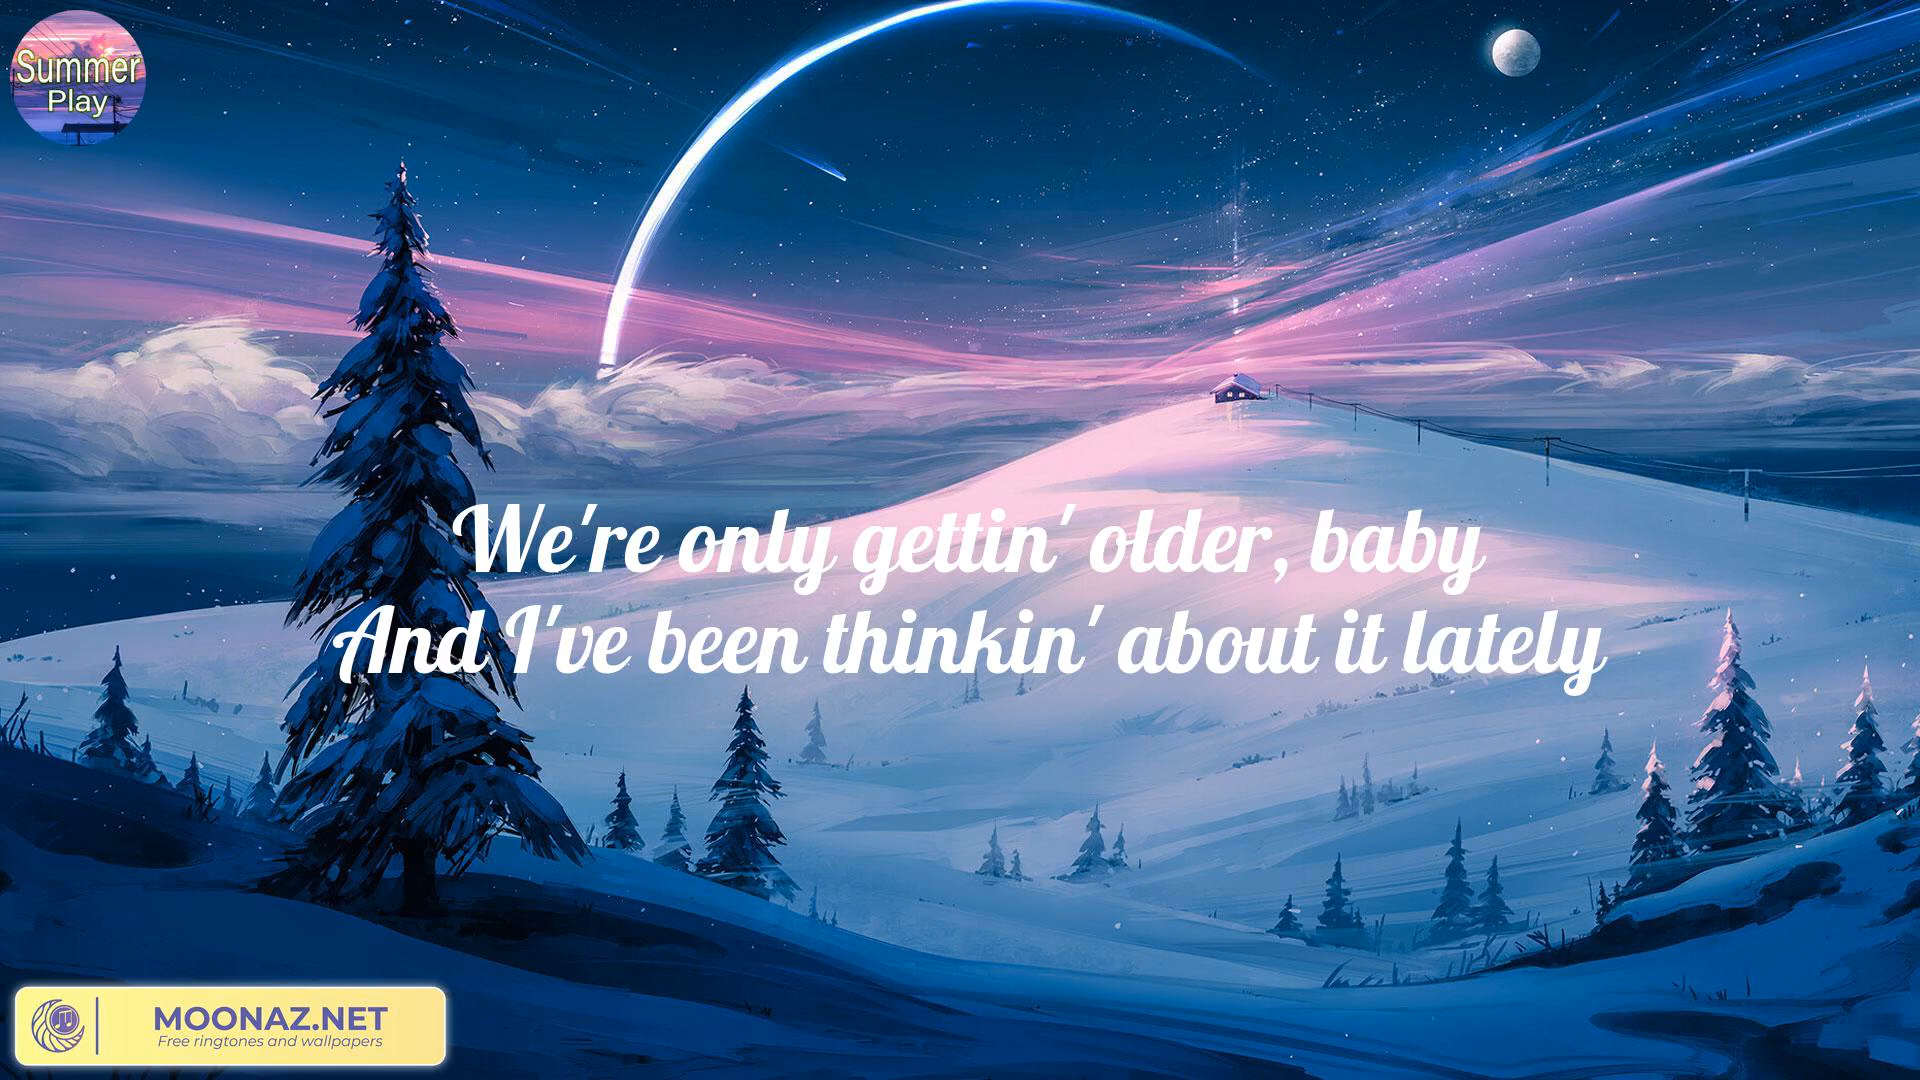 Summer
Play
We're only gettin' older, baby
And I've been thinkin' about it lately
MOONAZ.NET
Free ringtones and wallpapers